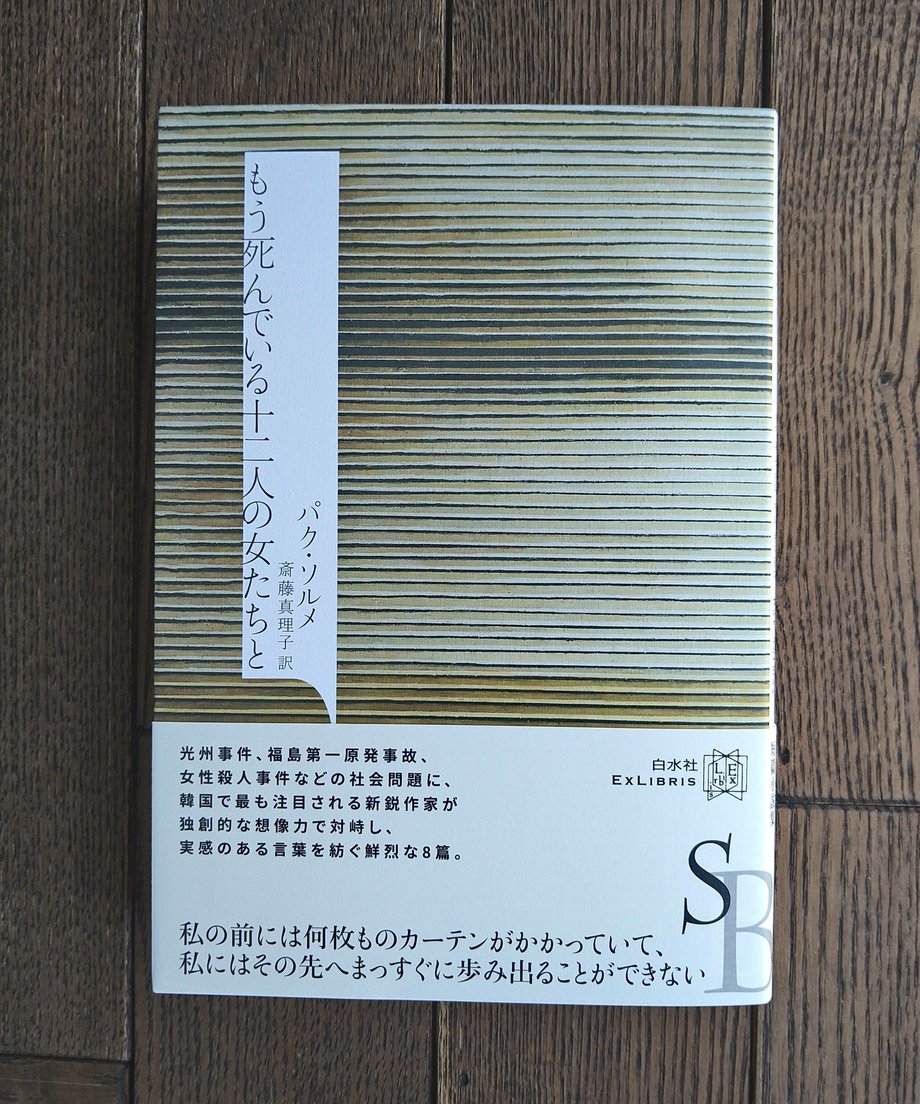 もう死んでいる十二人の女たちと
パク・ソルメ
斎藤真理子 訳
光州事件、福島第一原発事故、
女性殺人事件などの社会問題に、
韓国で最も注目される新鋭作家が
独創的な想像力で対峙し、
実感のある言葉を紡ぐ鮮烈な8篇。
白水社
EXLIBRIS
L Ex
rb
is
S
B
私の前には何枚ものカーテンがかかっていて、
私にはその先へまっすぐに歩み出ることができない